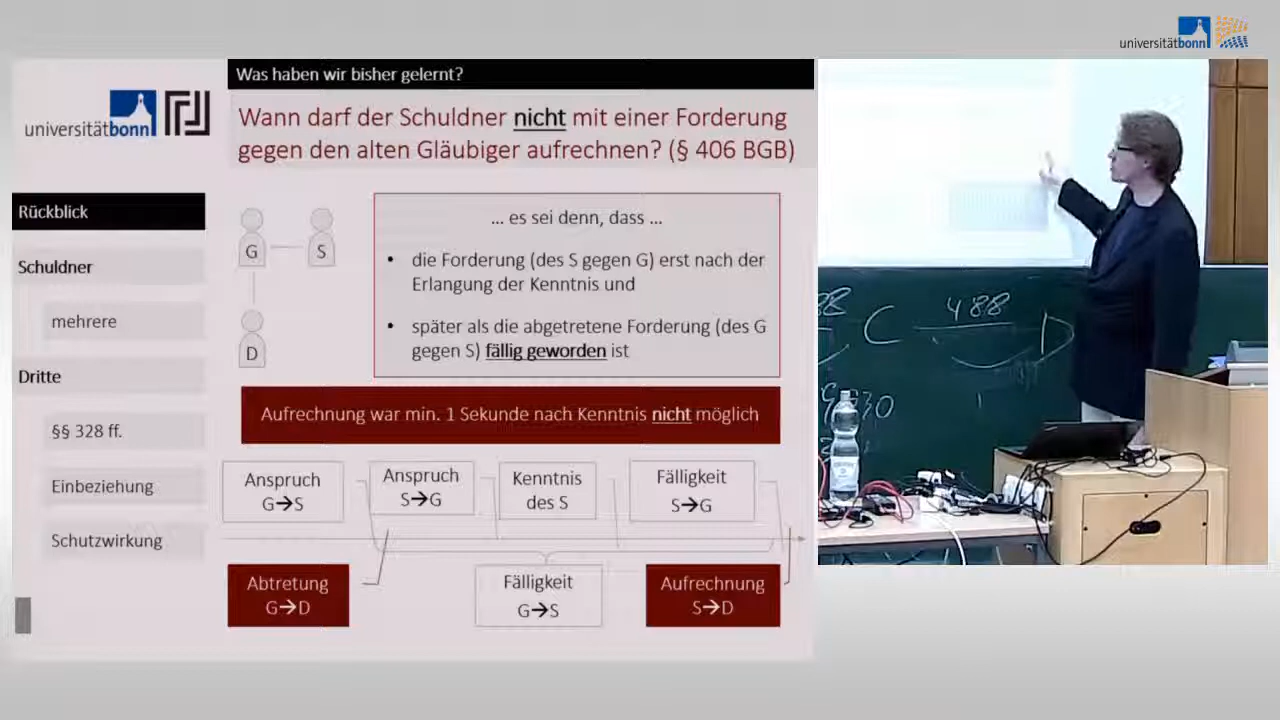 universitätbonn
Was haben wir bisher gelernt?
universitätbonn
Wann darf der Schuldner nicht mit einer Forderung
gegen den alten Gläubiger aufrechnen? (§ 406 BGB)
Rückblick
Schuldner
mehrere
Dritte
§§ 328 ff.
Einbeziehung
Schutzwirkung
G
S
D
... es sei denn, dass ...
• die Forderung (des S gegen G) erst nach der
Erlangung der Kenntnis und
• später als die abgetretene Forderung (des G
gegen S) fällig geworden ist
Aufrechnung war min. 1 Sekunde nach Kenntnis nicht möglich
Anspruch
G→S
Anspruch
S→G
Kenntnis
des S
Fälligkeit
S→G
Abtretung
G→D
Fälligkeit
G→S
Aufrechnung
S→D
C 488 D